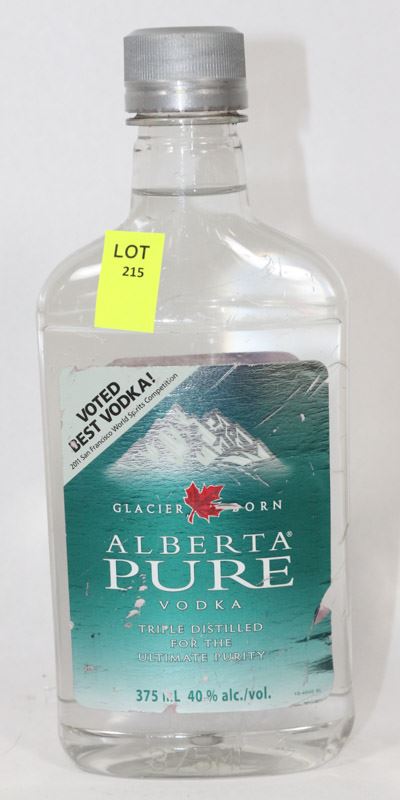 LOT
215
VOTED
BEST VODKA!
2011 San Francisco World Spirits Competition
GLACIER BORN
ALBERTA®
PURE
VODKA
TRIPLE DISTILLED
FOR THE
ULTIMATE PURITY
375 mL 40% alc./vol.